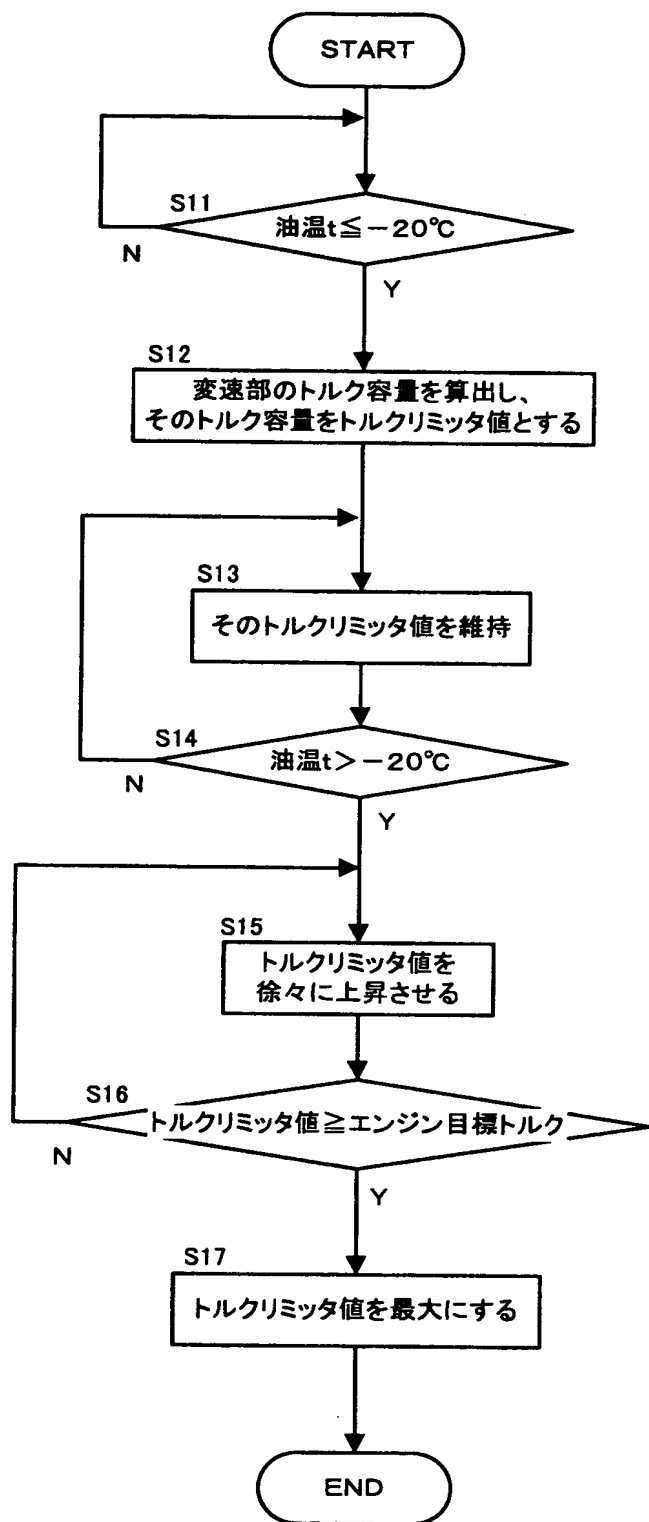 START
S11
油温t≦-20℃
N
Y
S12
変速部のトルク容量を算出し、
そのトルク容量をトルクリミッタ値とする
S13
そのトルクリミッタ値を維持
S14
油温t>-20℃
N
Y
S15
トルクリミッタ値を
徐々に上昇させる
S16
トルクリミッタ値≧エンジン目標トルク
N
Y
S17
トルクリミッタ値を最大にする
END